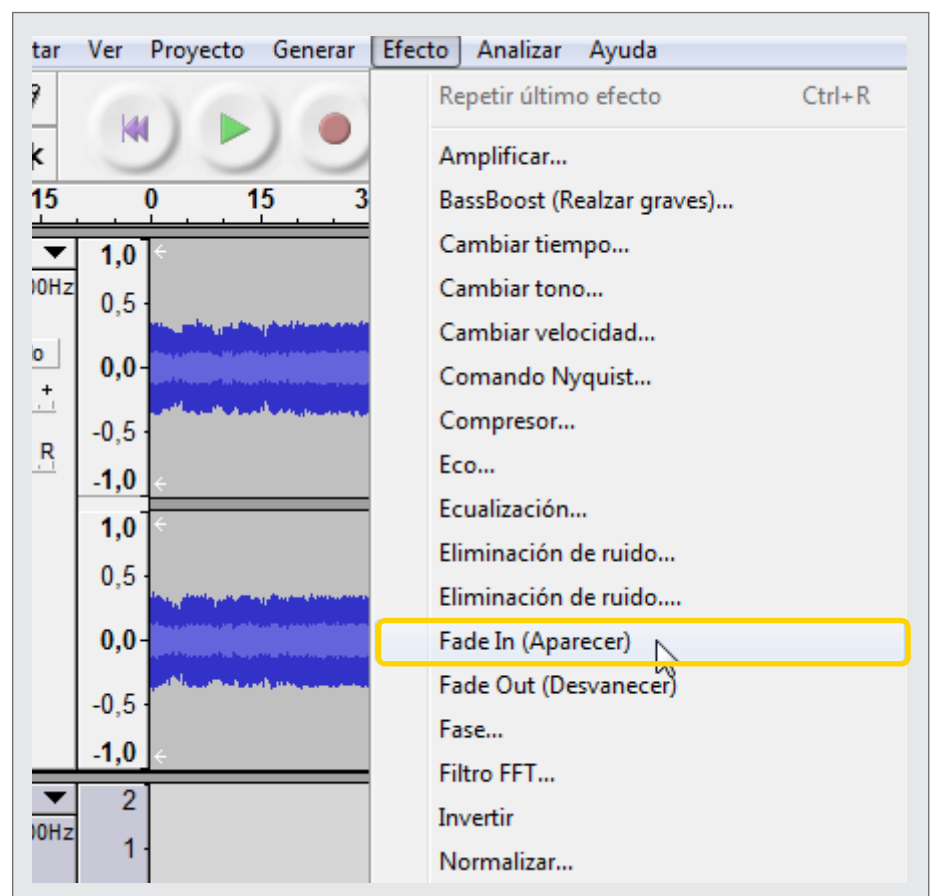 tar Ver Proyecto Generar Efecto Analizar Ayuda
Repetir último efecto Ctrl+R
Amplificar...
BassBoost (Realzar graves)...
Cambiar tiempo...
Cambiar tono...
Cambiar velocidad...
Comando Nyquist...
Compresor...
Eco...
Ecualización...
Eliminación de ruido...
Eliminación de ruido....
Fade In (Aparecer)
Fade Out (Desvanecer)
Fase...
Filtro FFT...
Invertir
Normalizar...
15 0 15 3
1,0
0,5
0,0
-0,5
-1,0
1,0
0,5
0,0
-0,5
-1,0
2
1
00Hz
o
+
R
00Hz